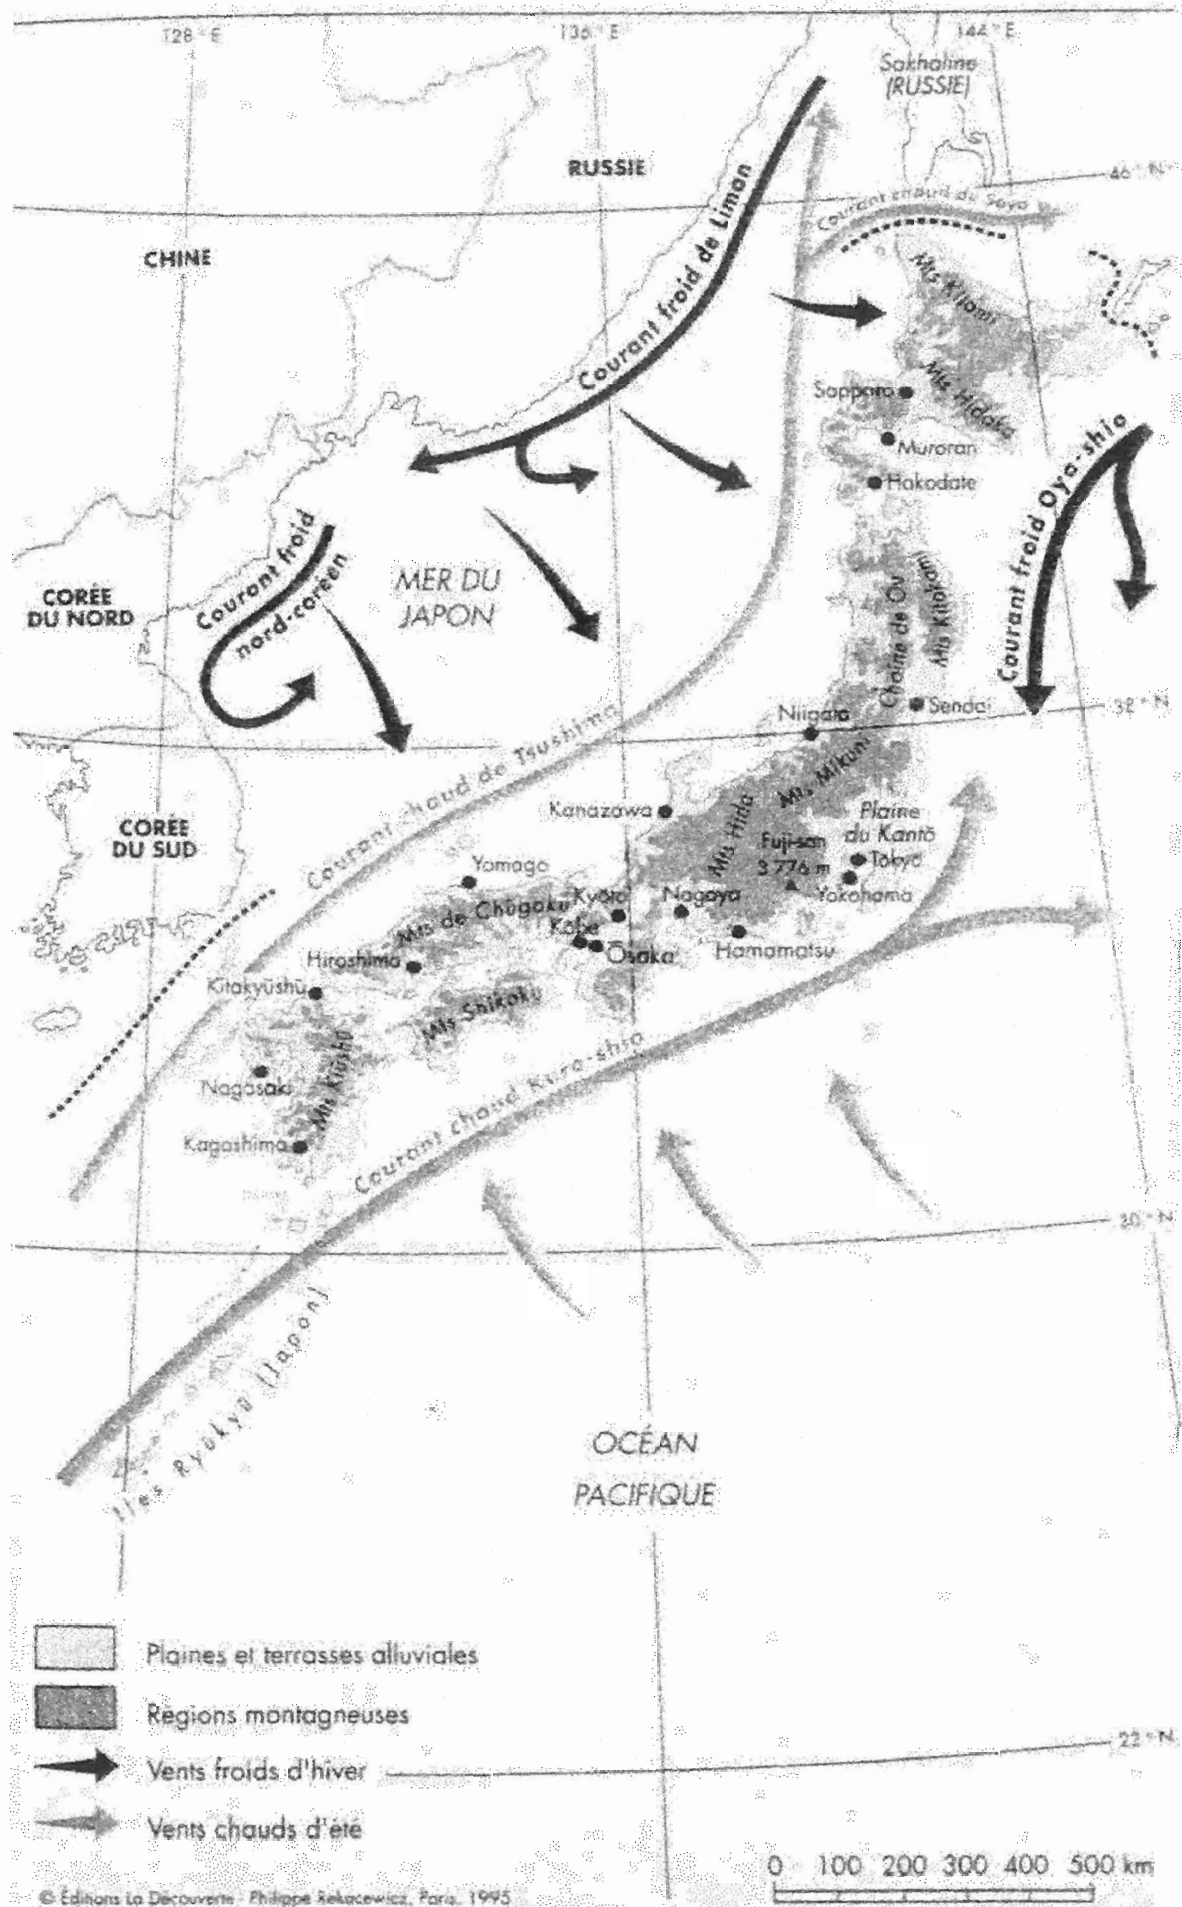 128° E
136° E
144° E
Sakhaline
(RUSSIE)
RUSSIE
46° N
Courant chaud de Soya
CHINE
Courant froid de Liman
Mts Kitami
Mts Hidaka
Sapporo
Muroran
Hakodate
Courant froid Oya-shio
Courant froid
nord-coréen
MER DU
JAPON
CORÉE
DU NORD
Chaîne de Ou
Mts Kitakami
Sendai
38° N
Niigata
Mts Mikuni
Courant chaud de Tsushima
Kanazawa
Mts Hida
Plaine
du Kantō
Fuji-san
3 776 m
Tōkyō
Yokohama
CORÉE
DU SUD
Yonago
Mts de Chūgoku
Kyōto
Nagoya
Kōbe
Ōsaka
Hamamatsu
Hiroshima
Kitakyūshū
Mts Shikoku
Mts Kiūshū
Nagasaki
Kagoshima
Courant chaud Kuro-shio
30° N
Iles Ryūkyū (Japon)
OCÉAN
PACIFIQUE
Plaines et terrasses alluviales
Régions montagneuses
Vents froids d'hiver
22° N
Vents chauds d'été
0 100 200 300 400 500 km
© Éditions La Découverte - Philippe Rekacewicz, Paris, 1995